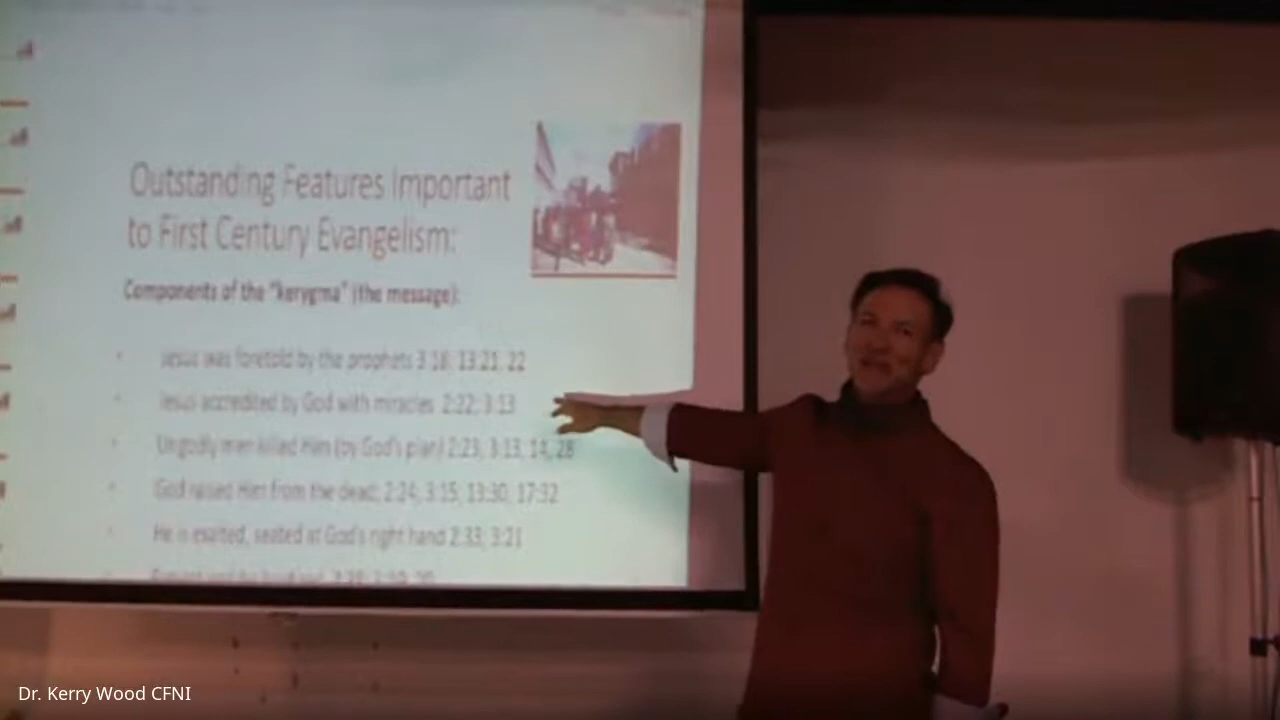 Outstanding Features Important
to First Century Evangelism:
Components of the "kerygma" (the message):
Jesus was foretold by the prophets 3:18; 13:21, 22
Jesus accredited by God with miracles 2:22; 3:13
Ungodly men killed Him (by God's plan) 2:23, 3:13, 14, 28
God raised Him from the dead; 2:24, 3:15, 13:30, 17:32
He is exalted, seated at God's right hand 2:33; 3:21
Dr. Kerry Wood CFNI